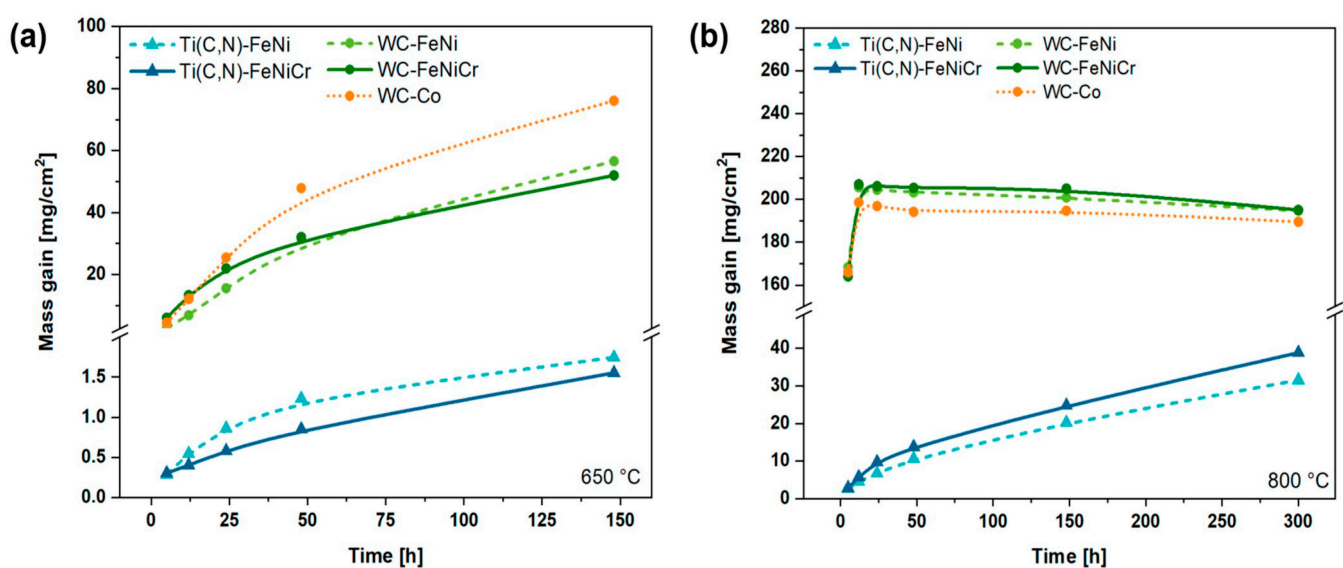 (a)
Ti(C,N)-FeNi
Ti(C,N)-FeNiCr
WC-FeNi
WC-FeNiCr
WC-Co
Mass gain [mg/cm²]
100
80
60
40
20
1.5
1.0
0.5
0.0
650 °C
0 25 50 75 100 125 150
Time [h]
(b)
Ti(C,N)-FeNi
Ti(C,N)-FeNiCr
WC-FeNi
WC-FeNiCr
WC-Co
Mass gain [mg/cm²]
280
260
240
220
200
180
160
40
30
20
10
0
800 °C
0 50 100 150 200 250 300
Time [h]